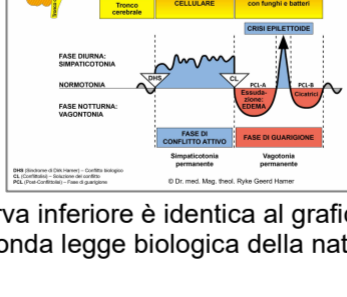 Tronco
cerebrale
CELLULARE
con funghi e batteri
CRISI EPILETTOIDE
FASE DIURNA:
SIMPATICOTONIA
DHS
CL
NORMOTONIA
PCL-A
PCL-B
Essuda-
zione:
EDEMA
Cicatrici
FASE NOTTURNA:
VAGOTONIA
FASE DI
CONFLITTO ATTIVO
FASE DI GUARIGIONE
Simpaticotonia
permanente
Vagotonia
permanente
DHS (Sindrome di Dirk Hamer) – Conflitto biologico
CL (Conflittolisi) – Soluzione del conflitto
PCL (Post-Conflittolisi) – Fase di guarigione
© Dr. med. Mag. theol. Ryke Geerd Hamer
rva inferiore è identica al grafic
onda legge biologica della nat